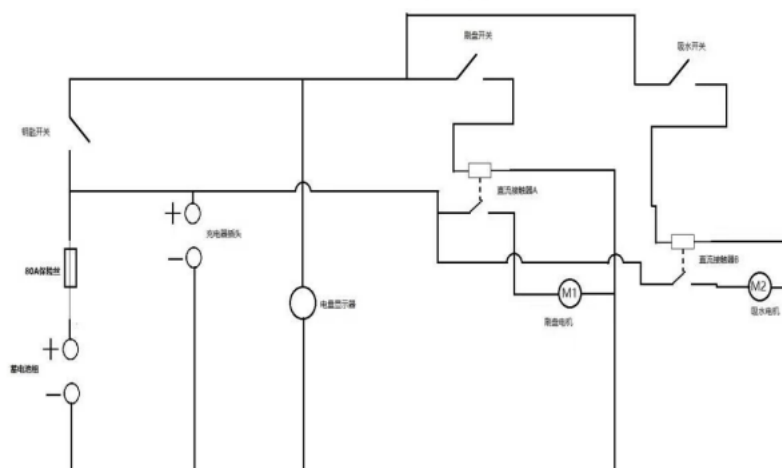 刷盘开关
吸水开关
钥匙开关
直流接触器A
充电器插头
直流接触器B
80A保险丝
电量显示器
M1
M2
刷盘电机
吸水电机
蓄电池组